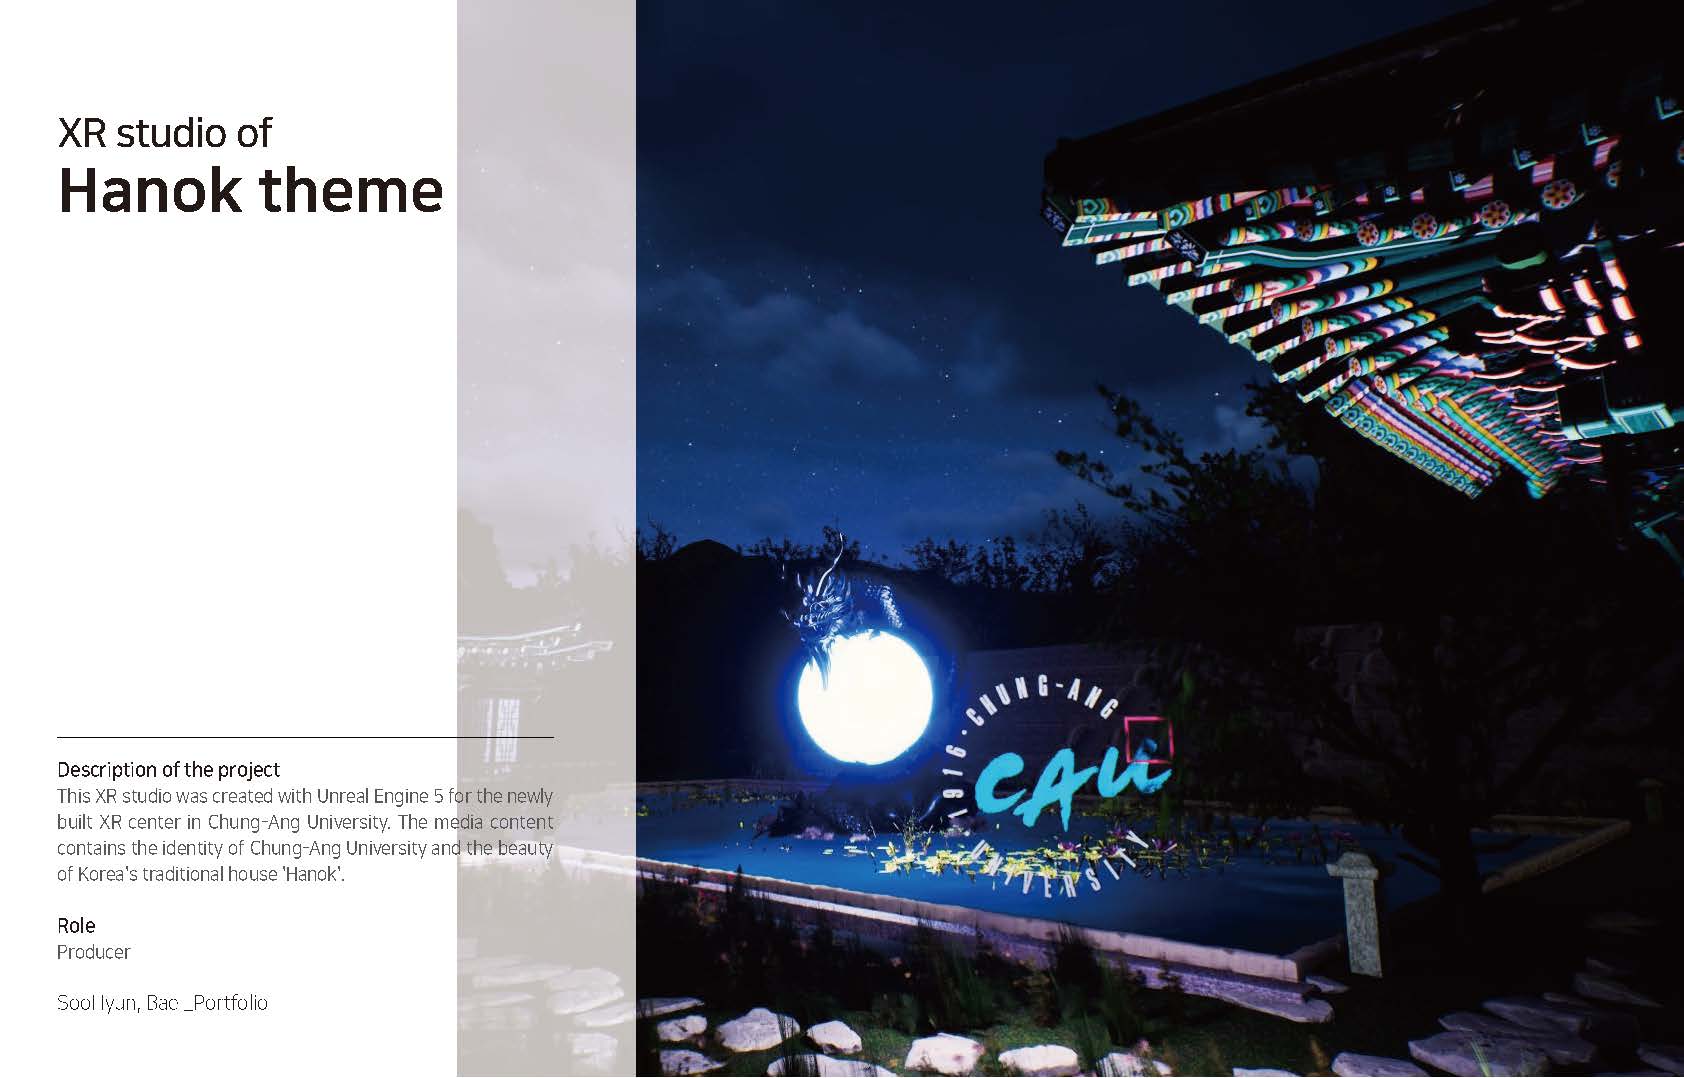 XR studio of
Hanok theme
Description of the project
This XR studio was created with Unreal Engine 5 for the newly
built XR center in Chung-Ang University. The media content
contains the identity of Chung-Ang University and the beauty
of Korea's traditional house 'Hanok'.
Role
Producer
SooHyun, Bae _Portfolio
1916 · CHUNG-ANG
CAU
UNIVERSITY